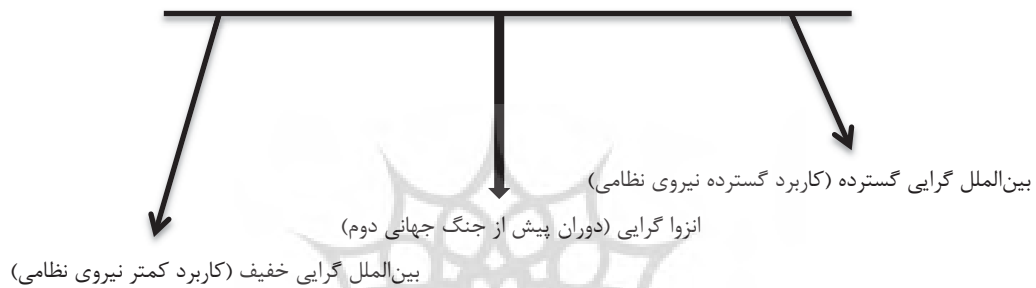 بین‌الملل گرایی گسترده (کاربرد گسترده نیروی نظامی)
انزوا گرایی (دوران پیش از جنگ جهانی دوم)
بین‌الملل گرایی خفیف (کاربرد کمتر نیروی نظامی)